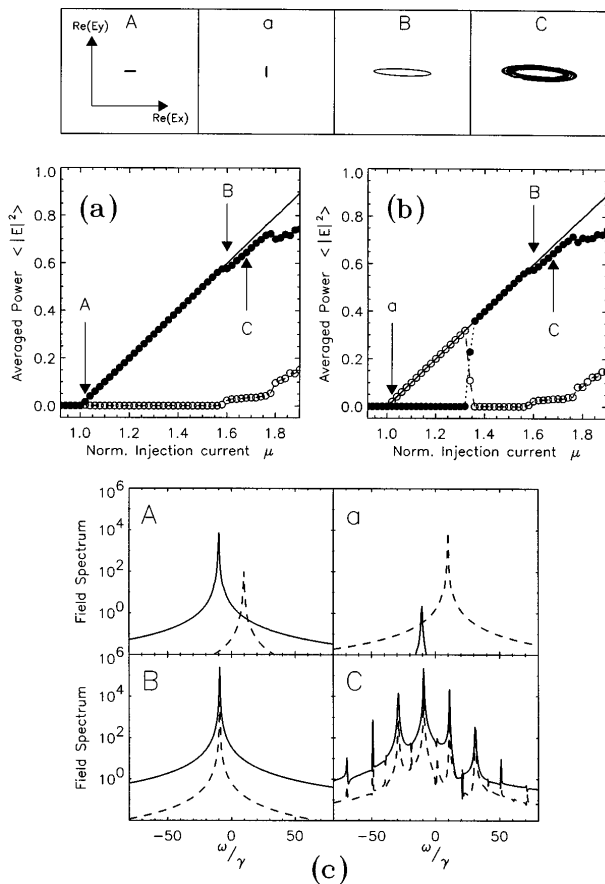 A a B C
Re(Ey)
Re(Ex)
(a) B
A
C
Averaged Power < |E|² >
1.0
0.8
0.6
0.4
0.2
0.0
1.0 1.2 1.4 1.6 1.8
Norm. Injection current μ
(b) B
a
C
Averaged Power < |E|² >
1.0
0.8
0.6
0.4
0.2
0.0
1.0 1.2 1.4 1.6 1.8
Norm. Injection current μ
A
Field Spectrum
10⁶
10⁴
10²
10⁰
10⁶
a
B
Field Spectrum
10⁴
10²
10⁰
-50 0 50
ω/γ
C
-50 0 50
ω/γ
(c)